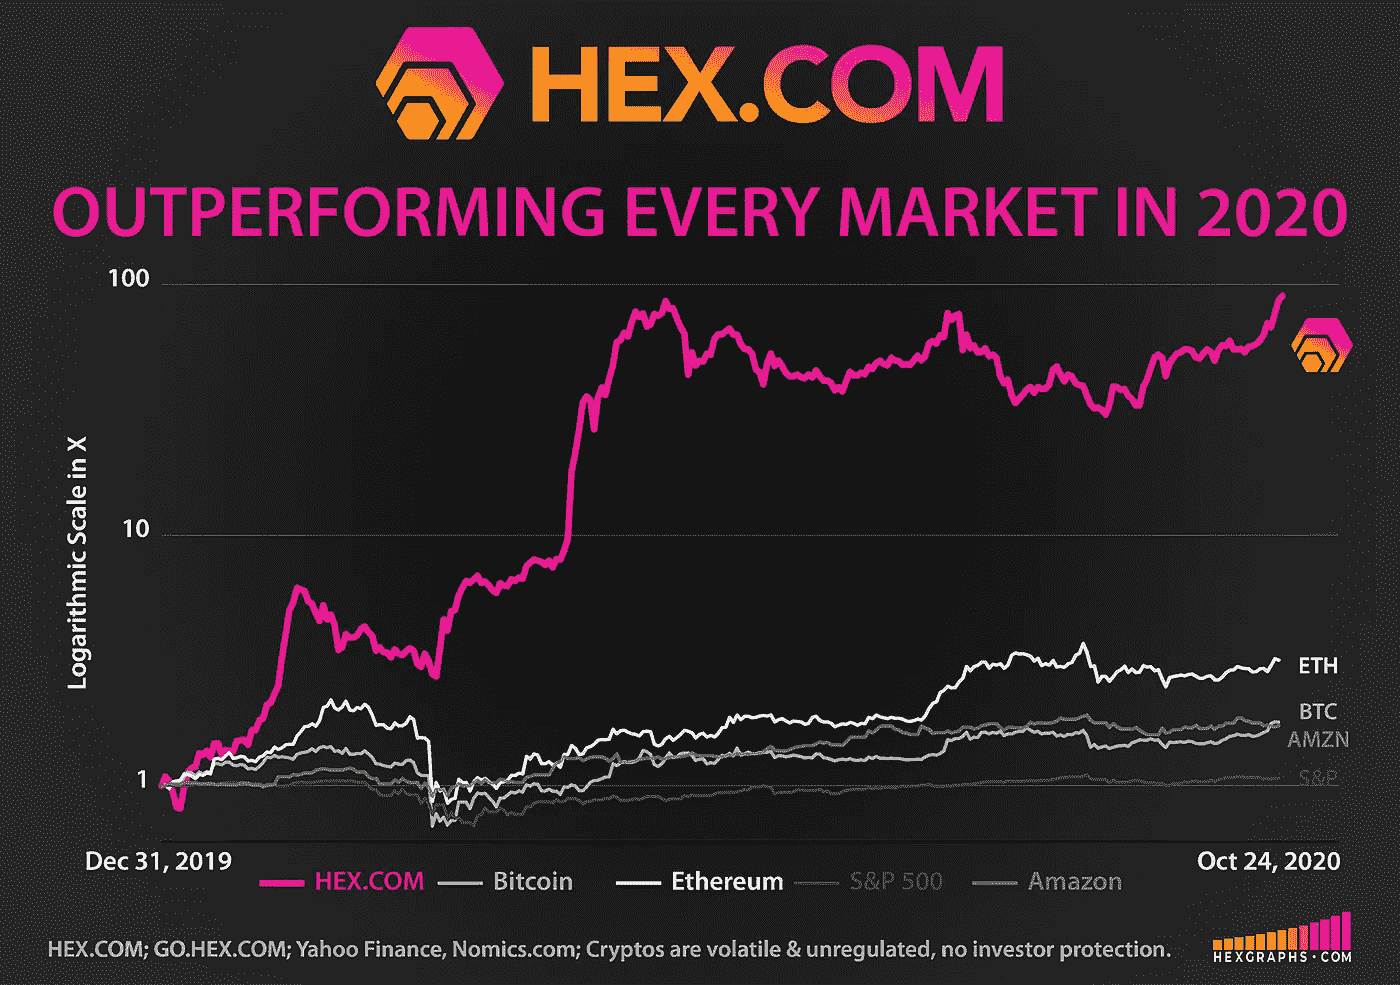 HEX.COM
OUTPERFORMING EVERY MARKET IN 2020
100
10
1
Logarithmic Scale in X
ETH
BTC
AMZN
S&P
Dec 31, 2019
Oct 24, 2020
HEX.COM
Bitcoin
Ethereum
S&P 500
Amazon
HEX.COM; GO.HEX.COM; Yahoo Finance, Nomics.com; Cryptos are volatile & unregulated, no investor protection.
HEXGRAPHS·COM